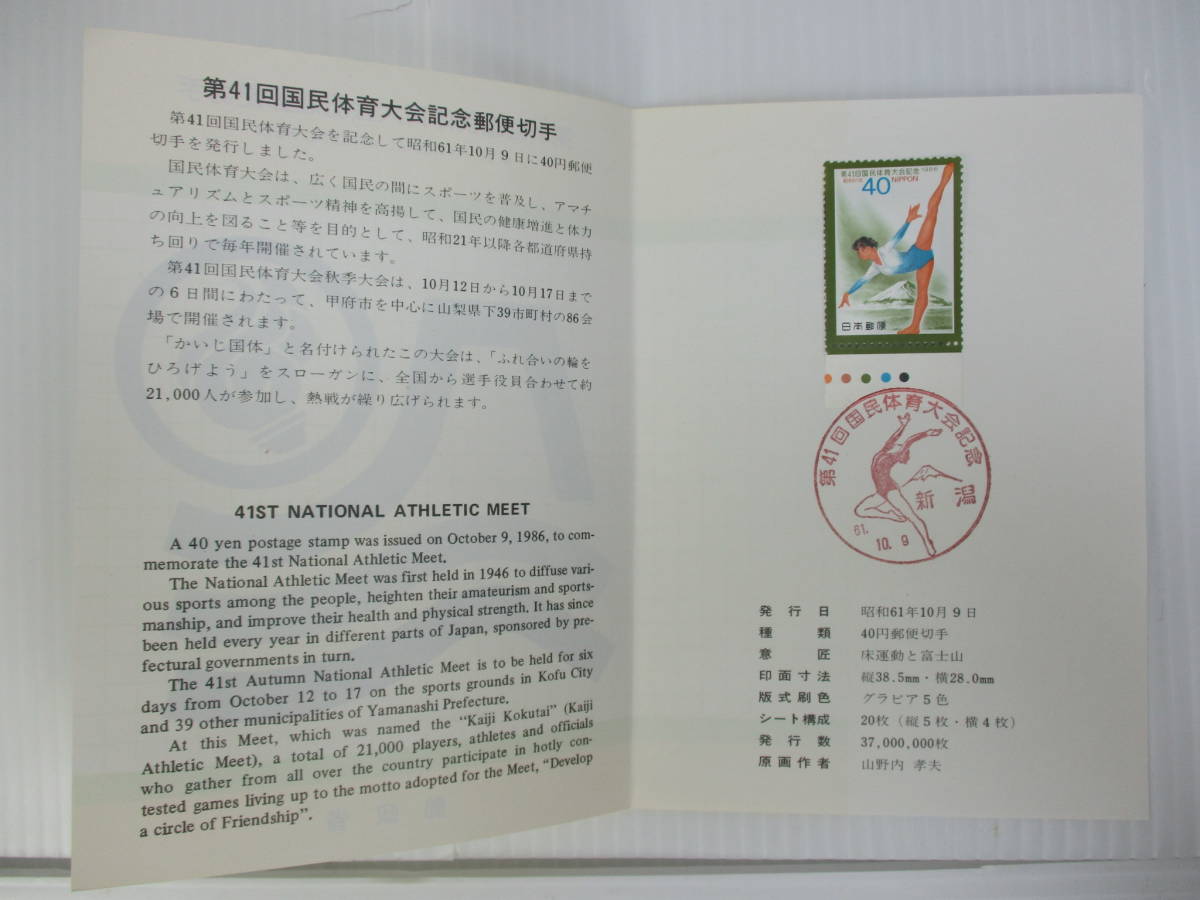 第41回国民体育大会記念郵便切手
第41回国民体育大会を記念して昭和61年10月9日に40円郵便
切手を発行しました。
国民体育大会は、広く国民の間にスポーツを普及し、アマチ
ュアリズムとスポーツ精神を高揚して、国民の健康増進と体力
の向上を図ること等を目的として、昭和21年以降各都道府県持
ち回りで毎年開催されています。
第41回国民体育大会秋季大会は、10月12日から10月17日まで
の6日間にわたって、甲府市を中心に山梨県下39市町村の86会
場で開催されます。
「かいじ国体」と名付けられたこの大会は、「ふれ合いの輪を
ひろげよう」をスローガンに、全国から選手役員合わせて約
21,000人が参加し、熱戦が繰り広げられます。
41ST NATIONAL ATHLETIC MEET
A 40 yen postage stamp was issued on October 9, 1986, to com-
memorate the 41st National Athletic Meet.
The National Athletic Meet was first held in 1946 to diffuse vari-
ous sports among the people, heighten their amateurism and sports-
manship, and improve their health and physical strength. It has since
been held every year in different parts of Japan, sponsored by pre-
fectural governments in turn.
The 41st Autumn National Athletic Meet is to be held for six
days from October 12 to 17 on the sports grounds in Kofu City
and 39 other municipalities of Yamanashi Prefecture.
At this Meet, which was named the "Kaiji Kokutai" (Kaiji
Athletic Meet), a total of 21,000 players, athletes and officials
who gather from all over the country participate in hotly con-
tested games living up to the motto adopted for the Meet, "Develop
a circle of Friendship".
第41回国民体育大会記念 1986
40 NIPPON
日本郵便
第41回国民体育大会記念
新潟
61.
10.9
発行日 昭和61年10月9日
種類 40円郵便切手
意匠 床運動と富士山
印面寸法 縦38.5mm・横28.0mm
版式刷色 グラビア5色
シート構成 20枚（縦5枚・横4枚）
発行数 37,000,000枚
原画作者 山野内 孝夫